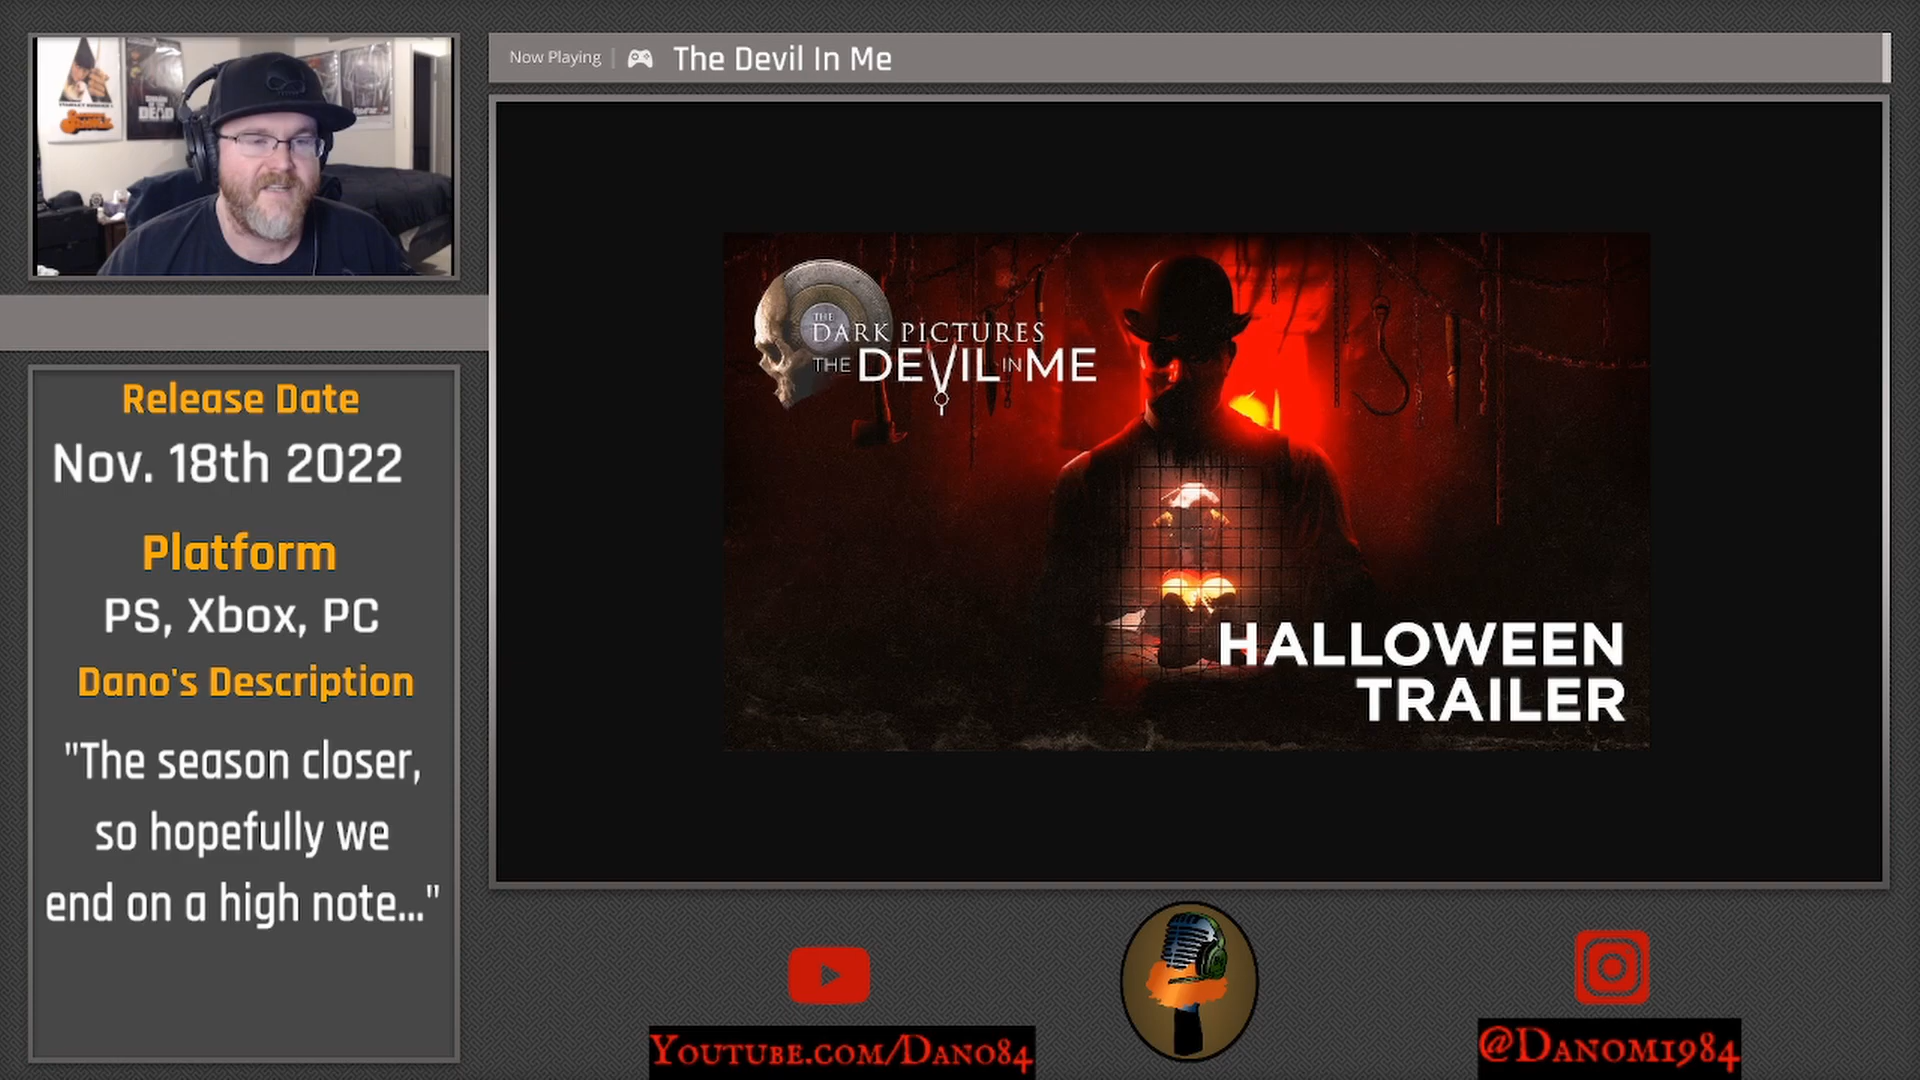 Now Playing | The Devil In Me
Release Date
Nov. 18th 2022
Platform
PS, Xbox, PC
Dano's Description
"The season closer,
so hopefully we
end on a high note..."
THE
DARK PICTURES
THE DEVIL IN ME
HALLOWEEN
TRAILER
YOUTUBE.COM/DANO84
@DANOM1984